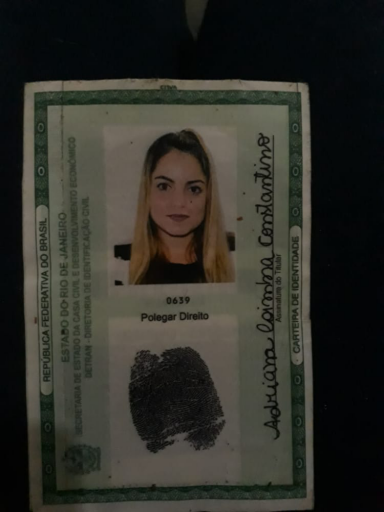 REPÚBLICA FEDERATIVA DO BRASIL
ESTADO DO RIO DE JANEIRO
SECRETARIA DE ESTADO DA CASA CIVIL E DESENVOLVIMENTO ECONÔMICO
DETRAN - DIRETORIA DE IDENTIFICAÇÃO CIVIL
0639
Polegar Direito
Adriana Coimbra Constantino
Assinatura do Titular
CARTEIRA DE IDENTIDADE